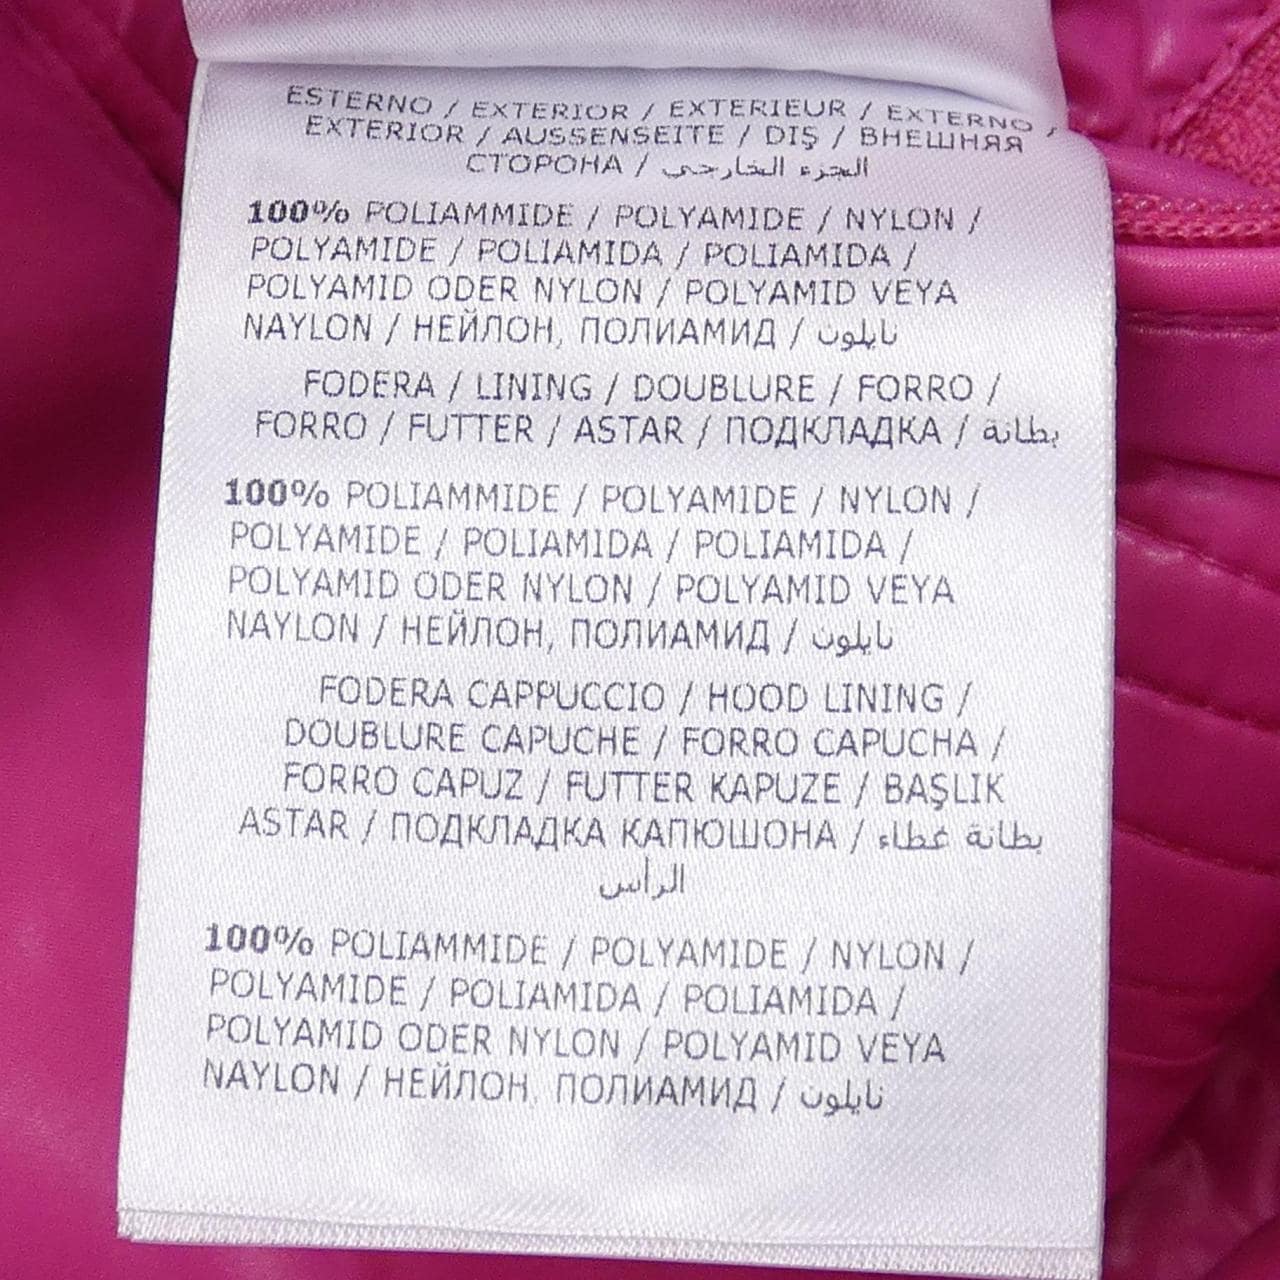 ESTERNO / EXTERIOR / EXTERIEUR / EXTERNO /
EXTERIOR / AUSSENSEITE / DIŞ / ВНЕШНЯЯ
СТОРОНА / الجزء الخارجي
100% POLIAMMIDE / POLYAMIDE / NYLON /
POLYAMIDE / POLIAMIDA / POLIAMIDA /
POLYAMID ODER NYLON / POLYAMID VEYA
NAYLON / НЕЙЛОН, ПОЛИАМИД / نايلون
FODERA / LINING / DOUBLURE / FORRO /
FORRO / FUTTER / ASTAR / ПОДКЛАДКА / بطانة
100% POLIAMMIDE / POLYAMIDE / NYLON /
POLYAMIDE / POLIAMIDA / POLIAMIDA /
POLYAMID ODER NYLON / POLYAMID VEYA
NAYLON / НЕЙЛОН, ПОЛИАМИД / نايلون
FODERA CAPPUCCIO / HOOD LINING /
DOUBLURE CAPUCHE / FORRO CAPUCHA /
FORRO CAPUZ / FUTTER KAPUZE / BAŞLIK
ASTAR / ПОДКЛАДКА КАПЮШОНА / بطانة غطاء
الرأس
100% POLIAMMIDE / POLYAMIDE / NYLON /
POLYAMIDE / POLIAMIDA / POLIAMIDA /
POLYAMID ODER NYLON / POLYAMID VEYA
NAYLON / НЕЙЛОН, ПОЛИАМИД / نايلون